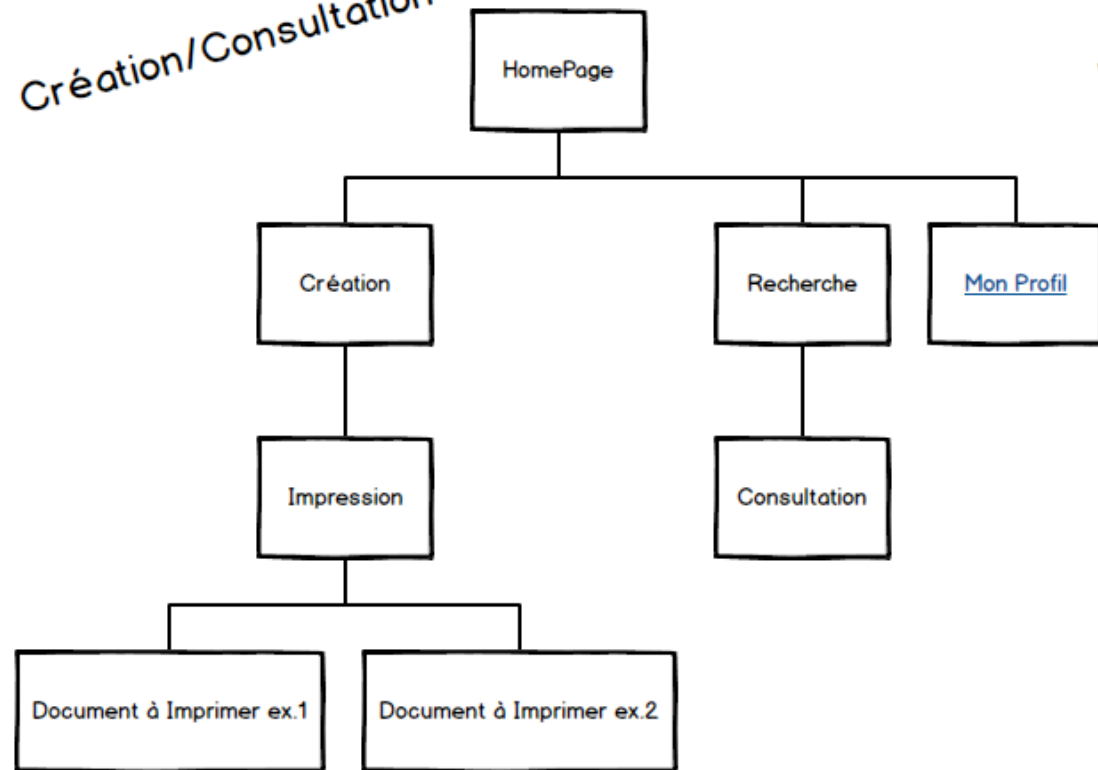 Création/Consultation
HomePage
Création
Recherche
Mon Profil
Impression
Consultation
Document à Imprimer ex.1
Document à Imprimer ex.2